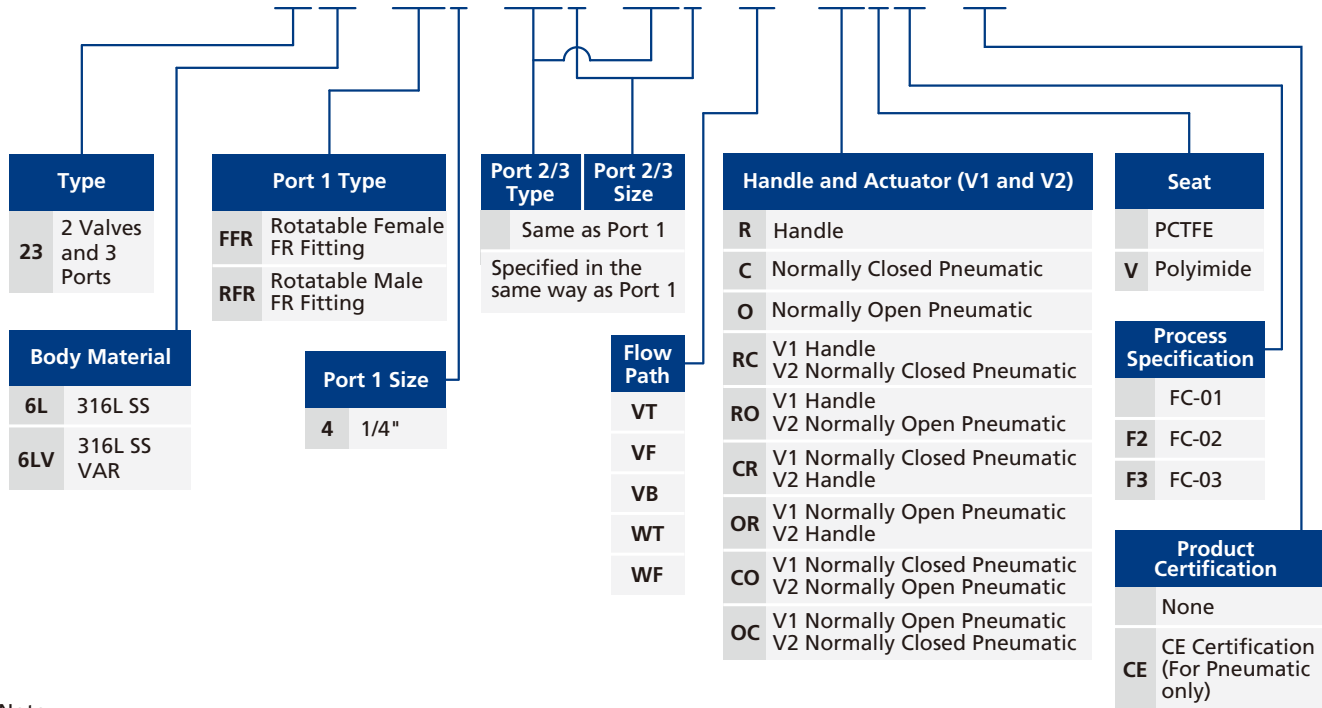 Type
23
2 Valves
and 3
Ports
Body Material
6L 316L SS
6LV
316L SS
VAR
Port 1 Type
FFR
Rotatable Female
FR Fitting
RFR
Rotatable Male
FR Fitting
Port 1 Size
4 1/4"
Port 2/3
Type
Port 2/3
Size
Same as Port 1
Specified in the
same way as Port 1
Flow
Path
VT
VF
VB
WT
WF
Handle and Actuator (V1 and V2)
R Handle
C Normally Closed Pneumatic
O Normally Open Pneumatic
RC
V1 Handle
V2 Normally Closed Pneumatic
RO
V1 Handle
V2 Normally Open Pneumatic
CR
V1 Normally Closed Pneumatic
V2 Handle
OR
V1 Normally Open Pneumatic
V2 Handle
CO
V1 Normally Closed Pneumatic
V2 Normally Open Pneumatic
OC
V1 Normally Open Pneumatic
V2 Normally Closed Pneumatic
Seat
PCTFE
V Polyimide
Process
Specification
FC-01
F2 FC-02
F3 FC-03
Product
Certification
None
CE
CE Certification
(For Pneumatic
only)